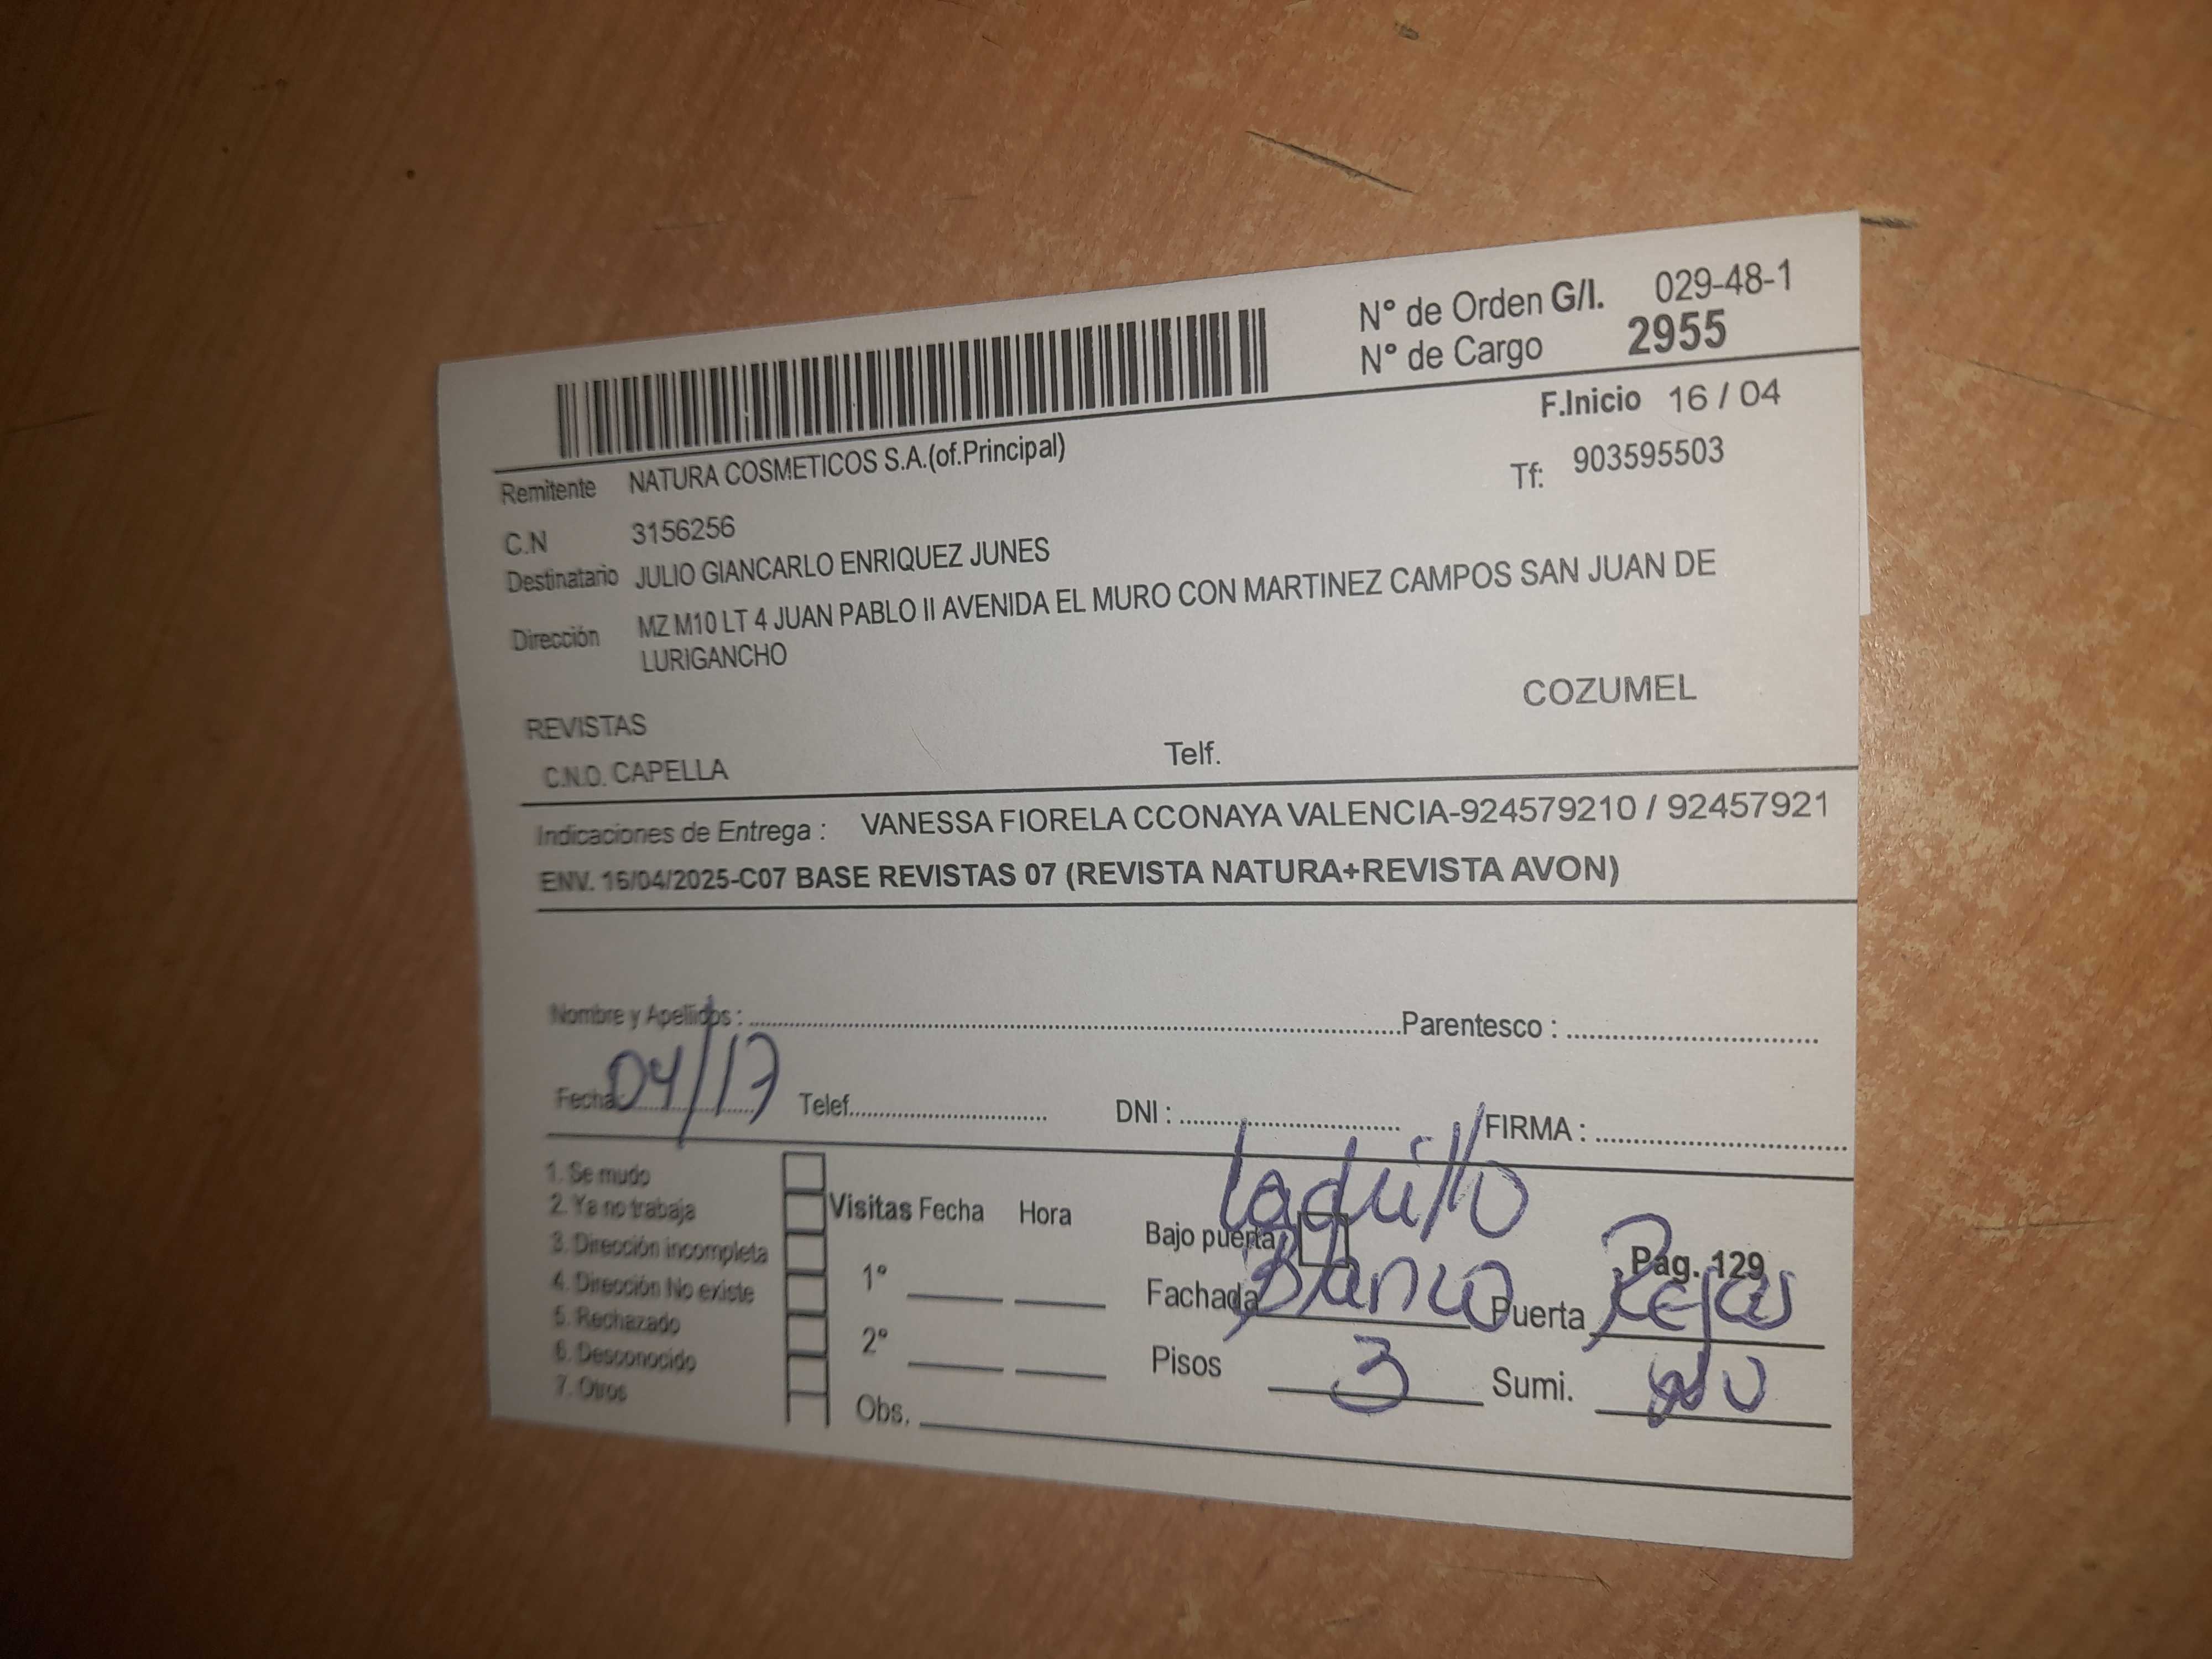 N° de Orden G/I. 029-48-1
N° de Cargo 2955
F.Inicio 16 / 04
Remitente NATURA COSMETICOS S.A.(of.Principal)
Tf: 903595503
C.N 3156256
Destinatario JULIO GIANCARLO ENRIQUEZ JUNES
Dirección MZ M10 LT 4 JUAN PABLO II AVENIDA EL MURO CON MARTINEZ CAMPOS SAN JUAN DE
LURIGANCHO
COZUMEL
REVISTAS
C.N.O. CAPELLA Telf.
Indicaciones de Entrega : VANESSA FIORELA CCONAYA VALENCIA-924579210 / 92457921
ENV. 16/04/2025-C07 BASE REVISTAS 07 (REVISTA NATURA+REVISTA AVON)
Nombre y Apellidos : Parentesco :
Fecha: 04/17 Telef. DNI : FIRMA :
1. Se mudo
2. Ya no trabaja
3. Dirección incompleta
4. Dirección No existe
5. Rechazado
6. Desconocido
7. Otros
Visitas Fecha Hora
1°
2°
Obs.
Ladrillo
Bajo puerta Pag. 129
Fachada Blanco Puerta Rejas
Pisos 3 Sumi.